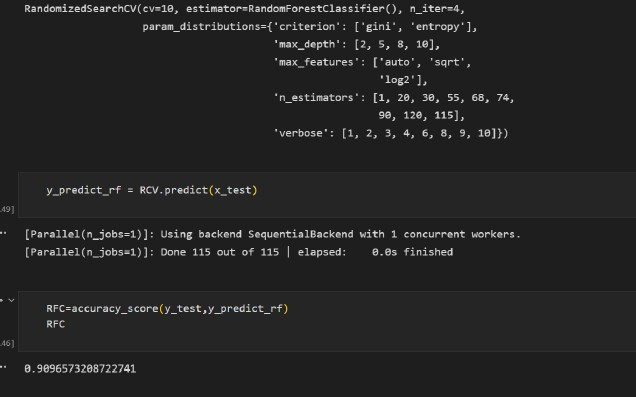 RandomizedSearchCV(cv=10, estimator=RandomForestClassifier(), n_iter=4,
param_distributions={'criterion': ['gini', 'entropy'],
'max_depth': [2, 5, 8, 10],
'max_features': ['auto', 'sqrt',
'log2'],
'n_estimators': [1, 20, 30, 55, 68, 74,
90, 120, 115],
'verbose': [1, 2, 3, 4, 6, 8, 9, 10]})
y_predict_rf = RCV.predict(x_test)
.49]
[Parallel(n_jobs=1)]: Using backend SequentialBackend with 1 concurrent workers.
[Parallel(n_jobs=1)]: Done 115 out of 115 | elapsed:    0.0s finished
RFC=accuracy_score(y_test,y_predict_rf)
RFC
.46]
0.9096573208722741